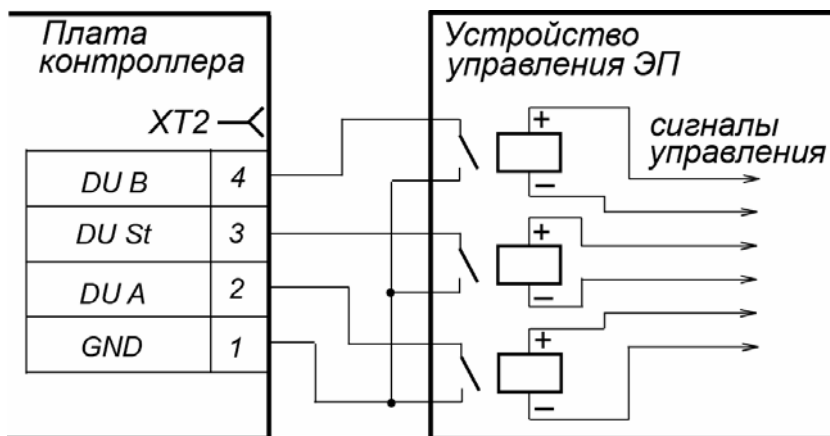 Плата
контроллера
XT2
DU B 4
DU St 3
DU A 2
GND 1
Устройство
управления ЭП
сигналы
управления
+
−
+
−
+
−